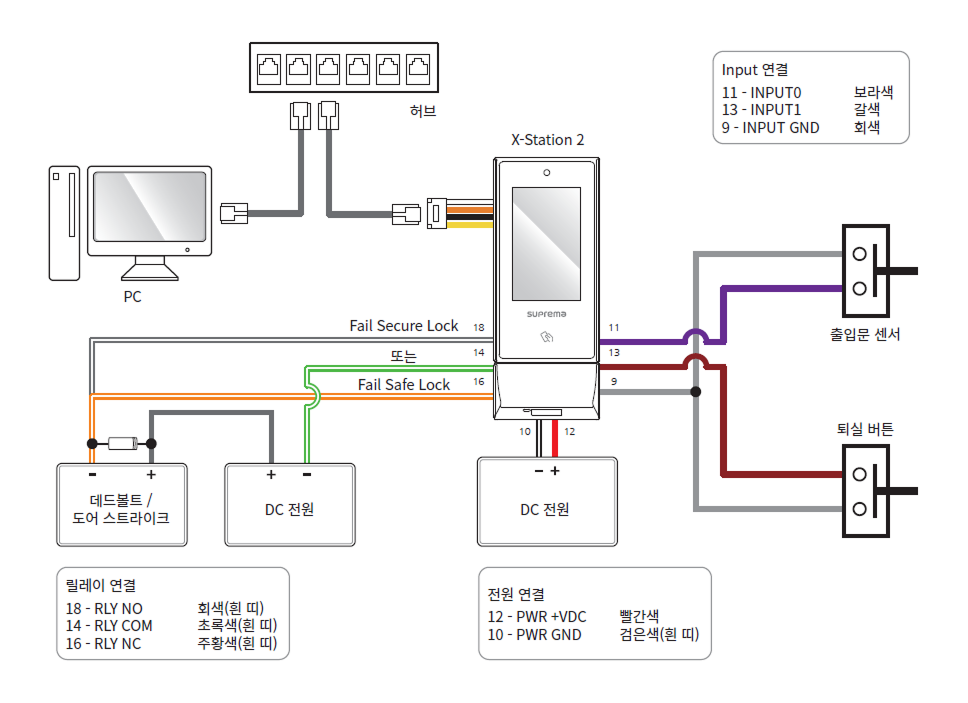 허브
Input 연결
11 - INPUT0 보라색
13 - INPUT1 갈색
9 - INPUT GND 회색
X-Station 2
PC
suprema
출입문 센서
Fail Secure Lock 18
11
또는 14
13
Fail Safe Lock 16
9
10
12
퇴실 버튼
- +
+ -
- +
데드볼트 /
도어 스트라이크
DC 전원
DC 전원
릴레이 연결
18 - RLY NO 회색(흰 띠)
14 - RLY COM 초록색(흰 띠)
16 - RLY NC 주황색(흰 띠)
전원 연결
12 - PWR +VDC 빨간색
10 - PWR GND 검은색(흰 띠)